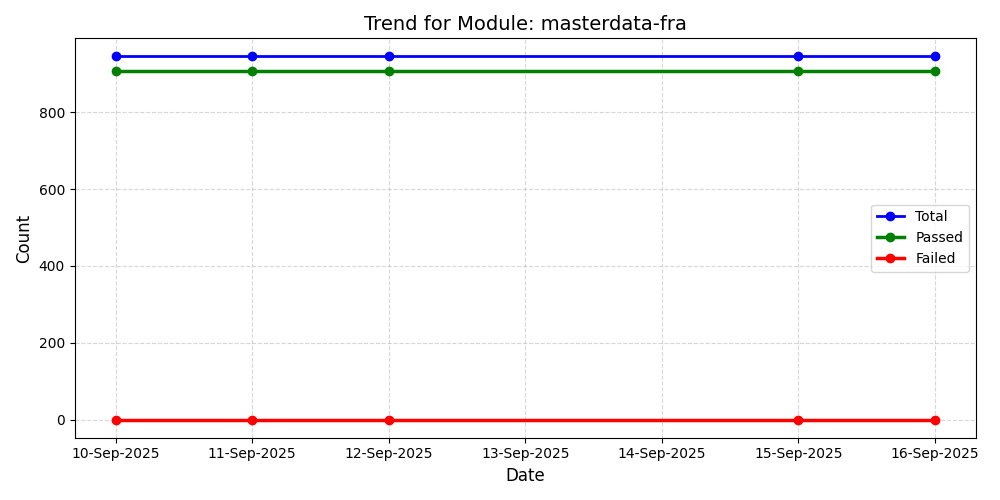 Trend for Module: masterdata-fra
Count
800
600
400
200
0
Total
Passed
Failed
10-Sep-2025
11-Sep-2025
12-Sep-2025
13-Sep-2025
14-Sep-2025
15-Sep-2025
16-Sep-2025
Date